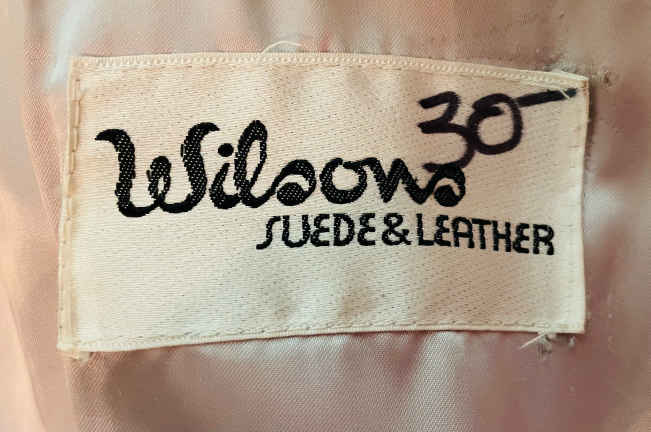 30-
Wilsons
SUEDE & LEATHER